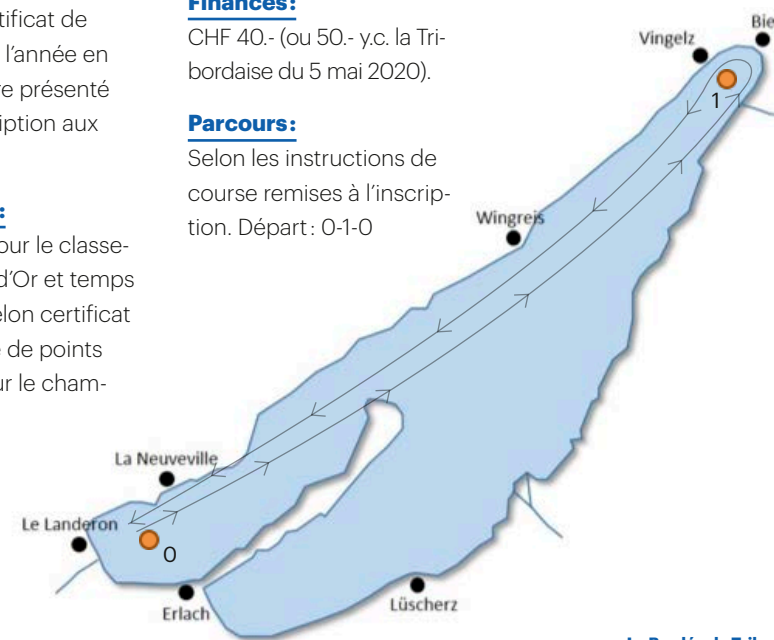 tificat de
l'année en
e présenté
iption aux
:
our le classe-
d'Or et temps
elon certificat
e de points
ur le cham-
Finances:
CHF 40.- (ou 50.- y.c. la Tri-
bordaise du 5 mai 2020).
Parcours:
Selon les instructions de
course remises à l'inscrip-
tion. Départ: 0-1-0
Bie
Vingelz
1
Wingreis
La Neuveville
Le Landeron
0
Erlach
Lüscherz